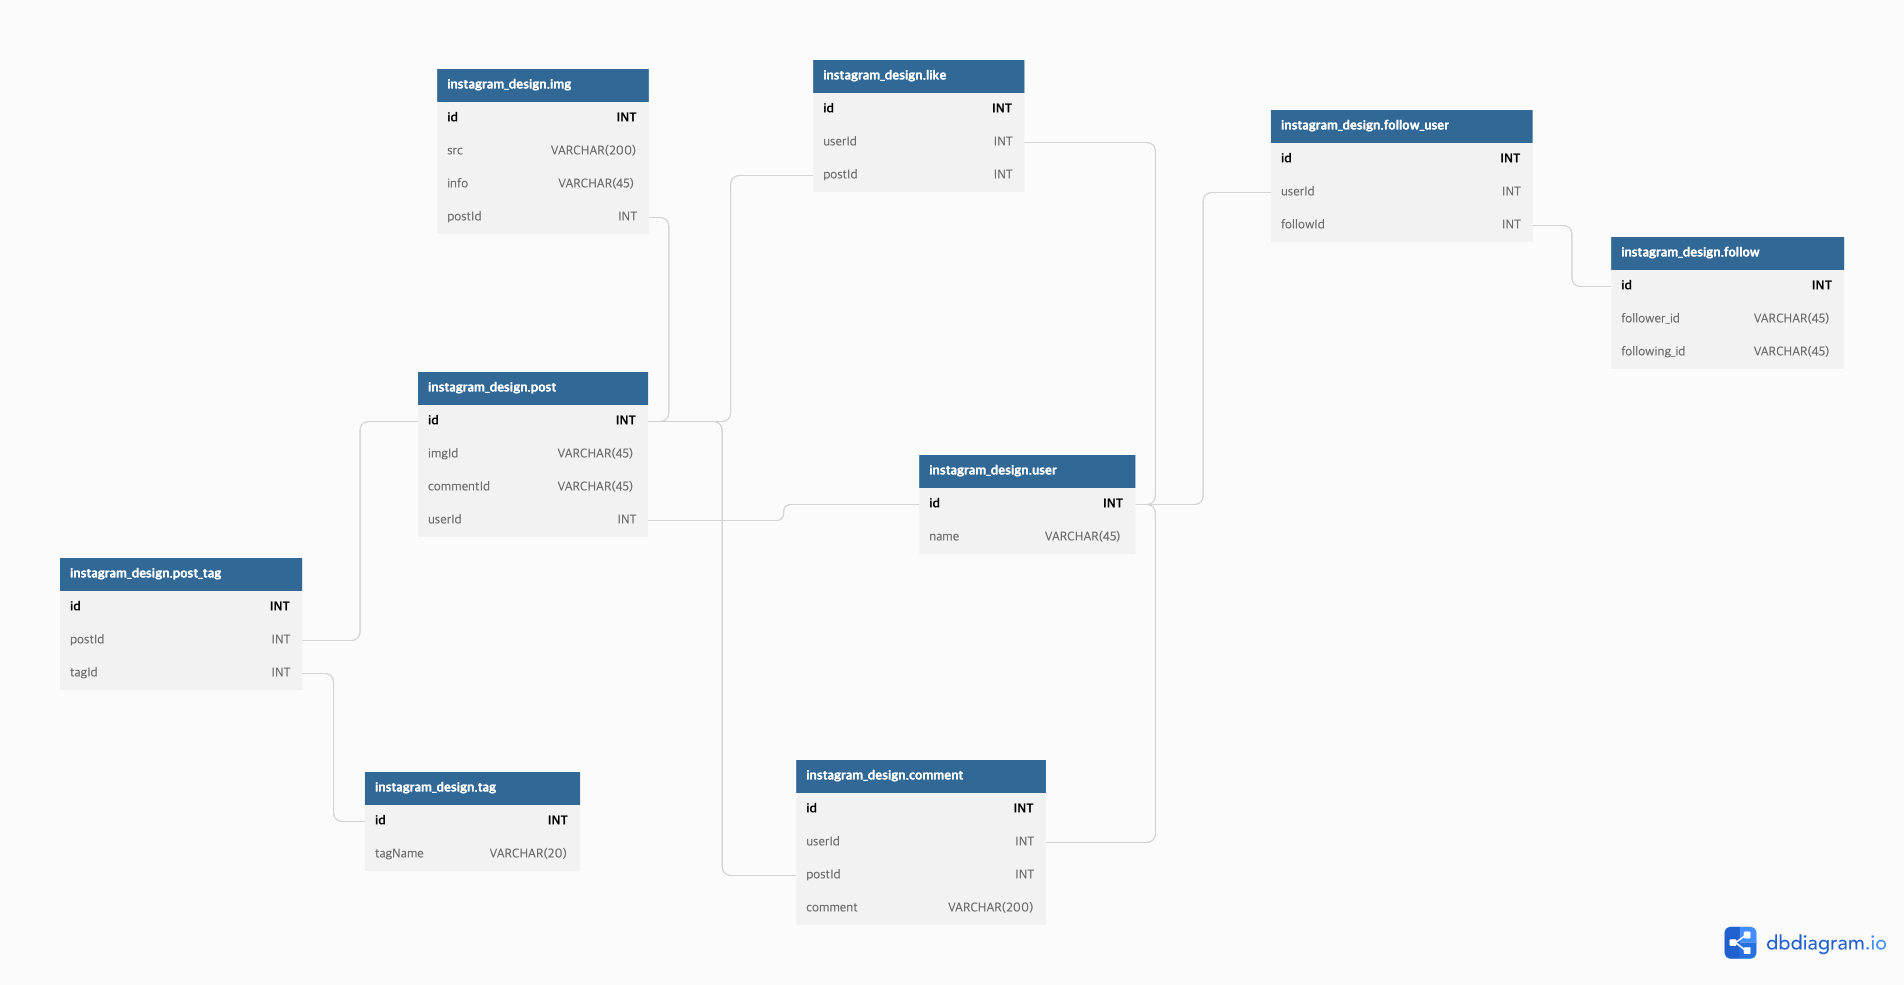 instagram_design.img
id INT
src VARCHAR(200)
info VARCHAR(45)
postId INT
instagram_design.like
id INT
userId INT
postId INT
instagram_design.follow_user
id INT
userId INT
followId INT
instagram_design.follow
id INT
follower_id VARCHAR(45)
following_id VARCHAR(45)
instagram_design.post
id INT
imgId VARCHAR(45)
commentId VARCHAR(45)
userId INT
instagram_design.user
id INT
name VARCHAR(45)
instagram_design.post_tag
id INT
postId INT
tagId INT
instagram_design.tag
id INT
tagName VARCHAR(20)
instagram_design.comment
id INT
userId INT
postId INT
comment VARCHAR(200)
dbdiagram.io